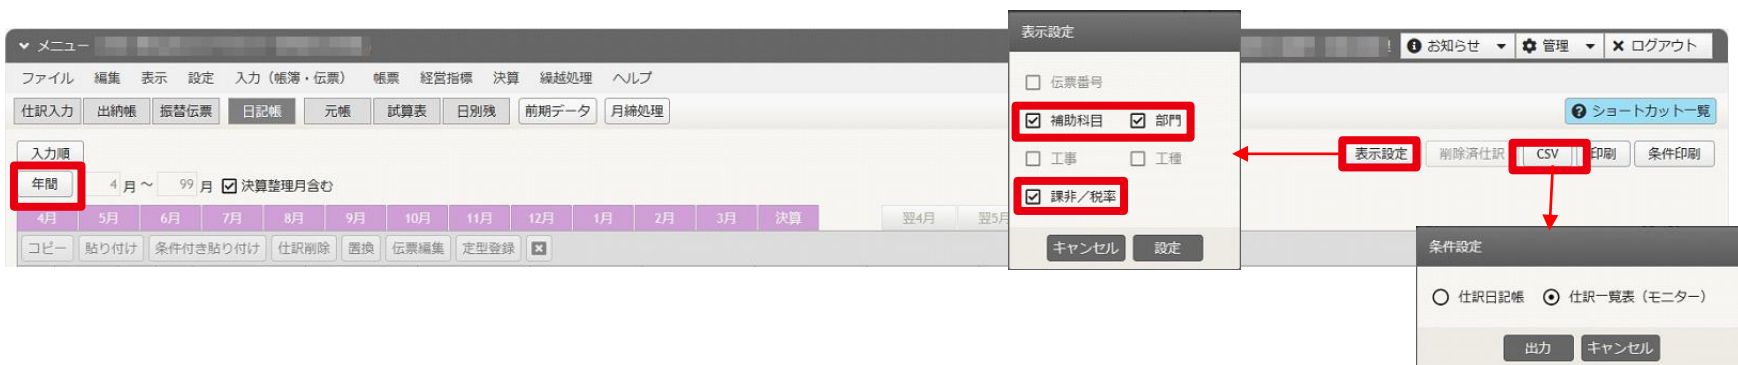 メニュー
お知らせ 管理 ログアウト
ファイル 編集 表示 設定 入力（帳簿・伝票） 帳票 経営指標 決算 繰越処理 ヘルプ
仕訳入力 出納帳 振替伝票 日記帳 元帳 試算表 日別残 前期データ 月締処理
ショートカット一覧
入力順
表示設定 削除済仕訳 CSV 印刷 条件印刷
年間 4 月 ～ 99 月 決算整理月含む
4月 5月 6月 7月 8月 9月 10月 11月 12月 1月 2月 3月 決算 翌4月 翌5月
コピー 貼り付け 条件付き貼り付け 仕訳削除 置換 伝票編集 定型登録
表示設定
伝票番号
補助科目 部門
工事 工種
課非／税率
キャンセル 設定
条件設定
仕訳日記帳 仕訳一覧表（モニター）
出力 キャンセル